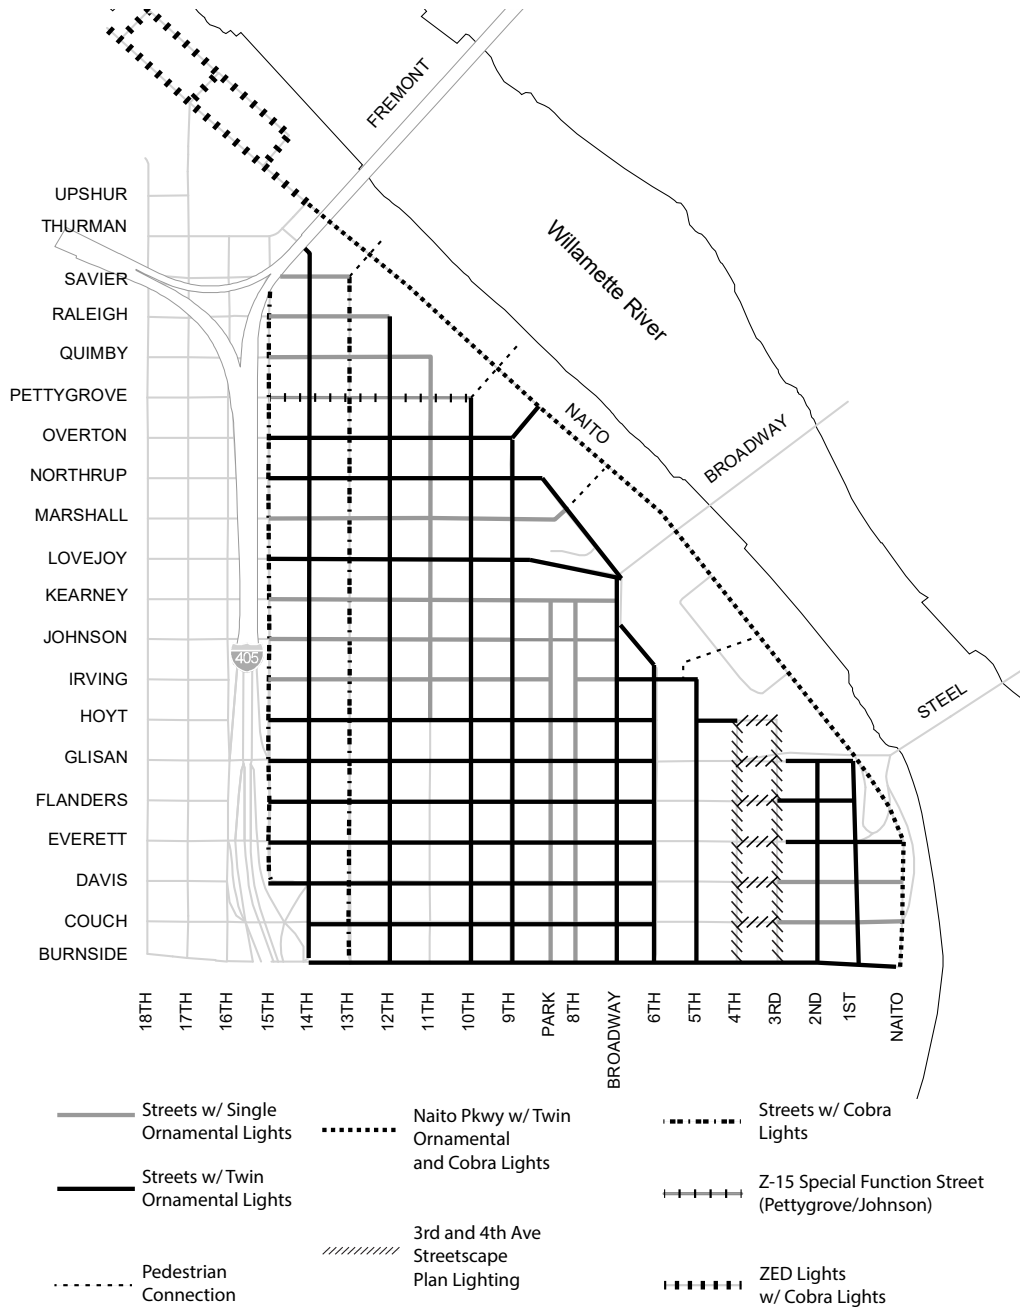 FREMONT
UPSHUR
THURMAN
Willamette River
SAVIER
RALEIGH
QUIMBY
PETTYGROVE
NAITO
BROADWAY
OVERTON
NORTHRUP
MARSHALL
LOVEJOY
KEARNEY
JOHNSON
405
IRVING
STEEL
HOYT
GLISAN
FLANDERS
EVERETT
DAVIS
COUCH
BURNSIDE
18TH
17TH
16TH
15TH
14TH
13TH
12TH
11TH
10TH
9TH
PARK
8TH
BROADWAY
6TH
5TH
4TH
3RD
2ND
1ST
NAITO
Streets w/ Single
Ornamental Lights
Streets w/ Twin
Ornamental Lights
Pedestrian
Connection
Naito Pkwy w/ Twin
Ornamental
and Cobra Lights
3rd and 4th Ave
Streetscape
Plan Lighting
Streets w/ Cobra
Lights
Z-15 Special Function Street
(Pettygrove/Johnson)
ZED Lights
w/ Cobra Lights